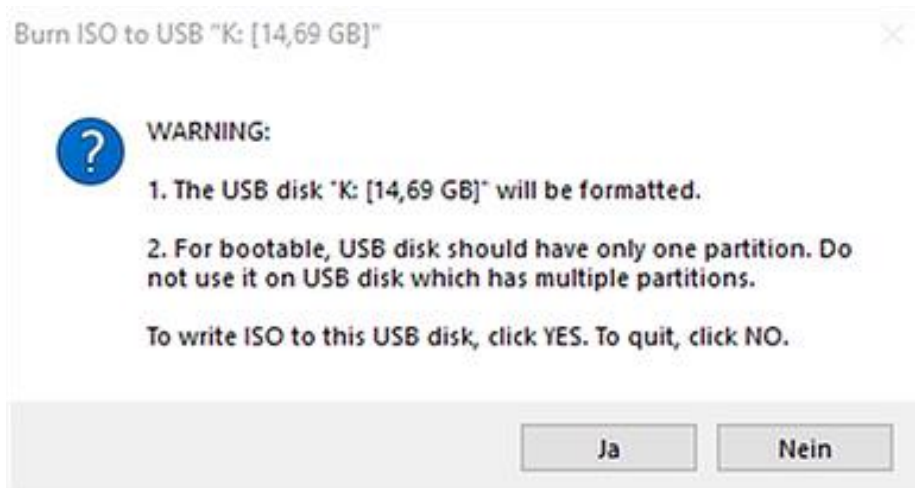 Burn ISO to USB "K: [14,69 GB]"
?
WARNING:
1. The USB disk "K: [14,69 GB]" will be formatted.
2. For bootable, USB disk should have only one partition. Do
not use it on USB disk which has multiple partitions.
To write ISO to this USB disk, click YES. To quit, click NO.
Ja
Nein